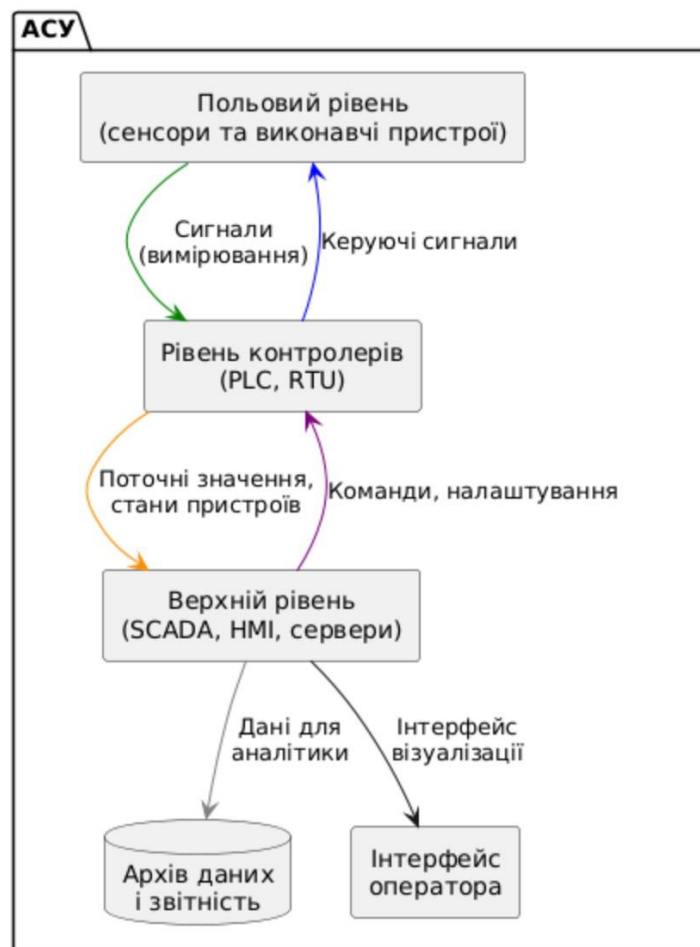 АСУ
Польовий рівень
(сенсори та виконавчі пристрої)
Сигнали
(вимірювання)
Керуючі сигнали
Рівень контролерів
(PLC, RTU)
Поточні значення,
стани пристроїв
Команди, налаштування
Верхній рівень
(SCADA, HMI, сервери)
Дані для
аналітики
Інтерфейс
візуалізації
Архів даних
і звітність
Інтерфейс
оператора